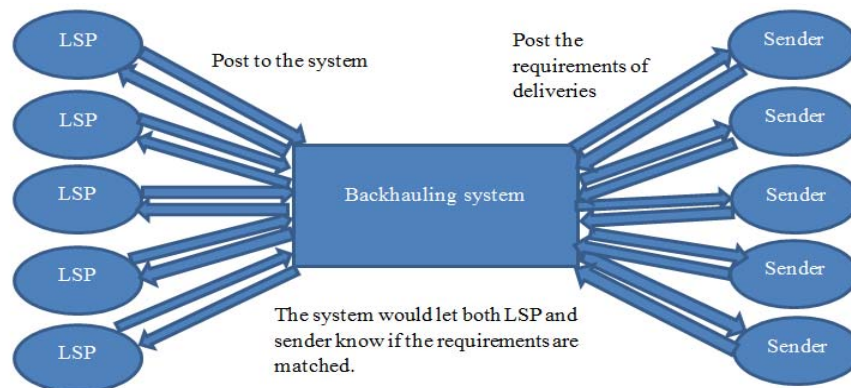 LSP
Post to the system
Post the
requirements of
deliveries
Sender
LSP
Sender
LSP
Backhauling system
Sender
LSP
Sender
The system would let both LSP and
sender know if the requirements are
matched.
LSP
Sender